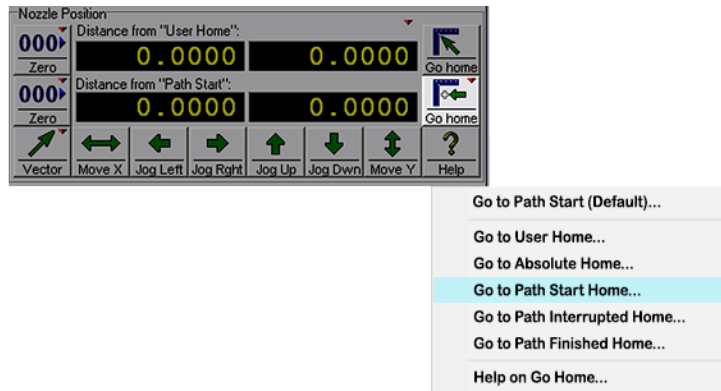 Nozzle Position
Distance from "User Home":
000
Zero
0.0000 0.0000
Go home
Distance from "Path Start":
000
Zero
0.0000 0.0000
Go home
Vector Move X Jog Left Jog Rght Jog Up Jog Dwn Move Y ? Help
Go to Path Start (Default)...
Go to User Home...
Go to Absolute Home...
Go to Path Start Home...
Go to Path Interrupted Home...
Go to Path Finished Home...
Help on Go Home...